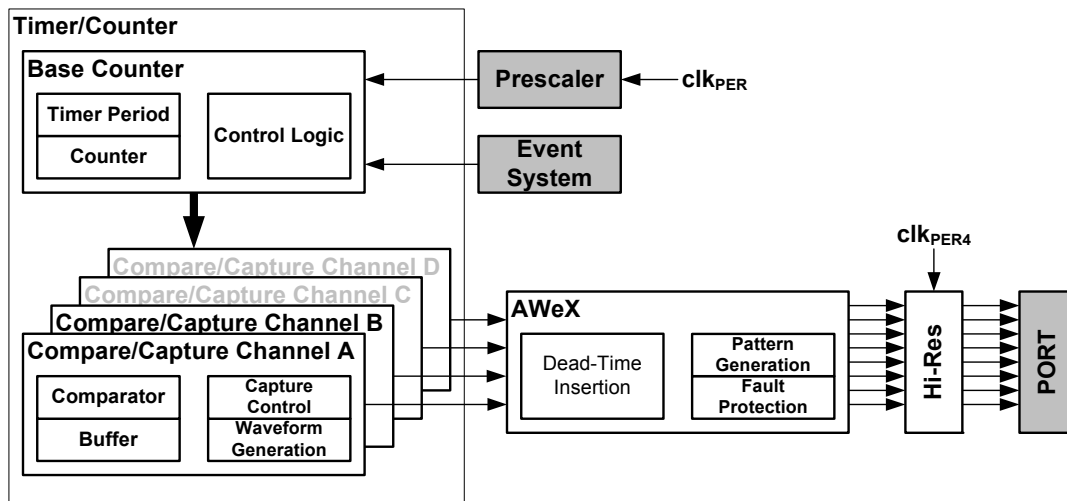 Timer/Counter
Base Counter
Timer Period
Counter
Control Logic
Prescaler
clkPER
Event
System
Compare/Capture Channel D
Compare/Capture Channel C
Compare/Capture Channel B
Compare/Capture Channel A
Comparator
Buffer
Capture
Control
Waveform
Generation
AWeX
Dead-Time
Insertion
Pattern
Generation
Fault
Protection
clkPER4
Hi-Res
PORT